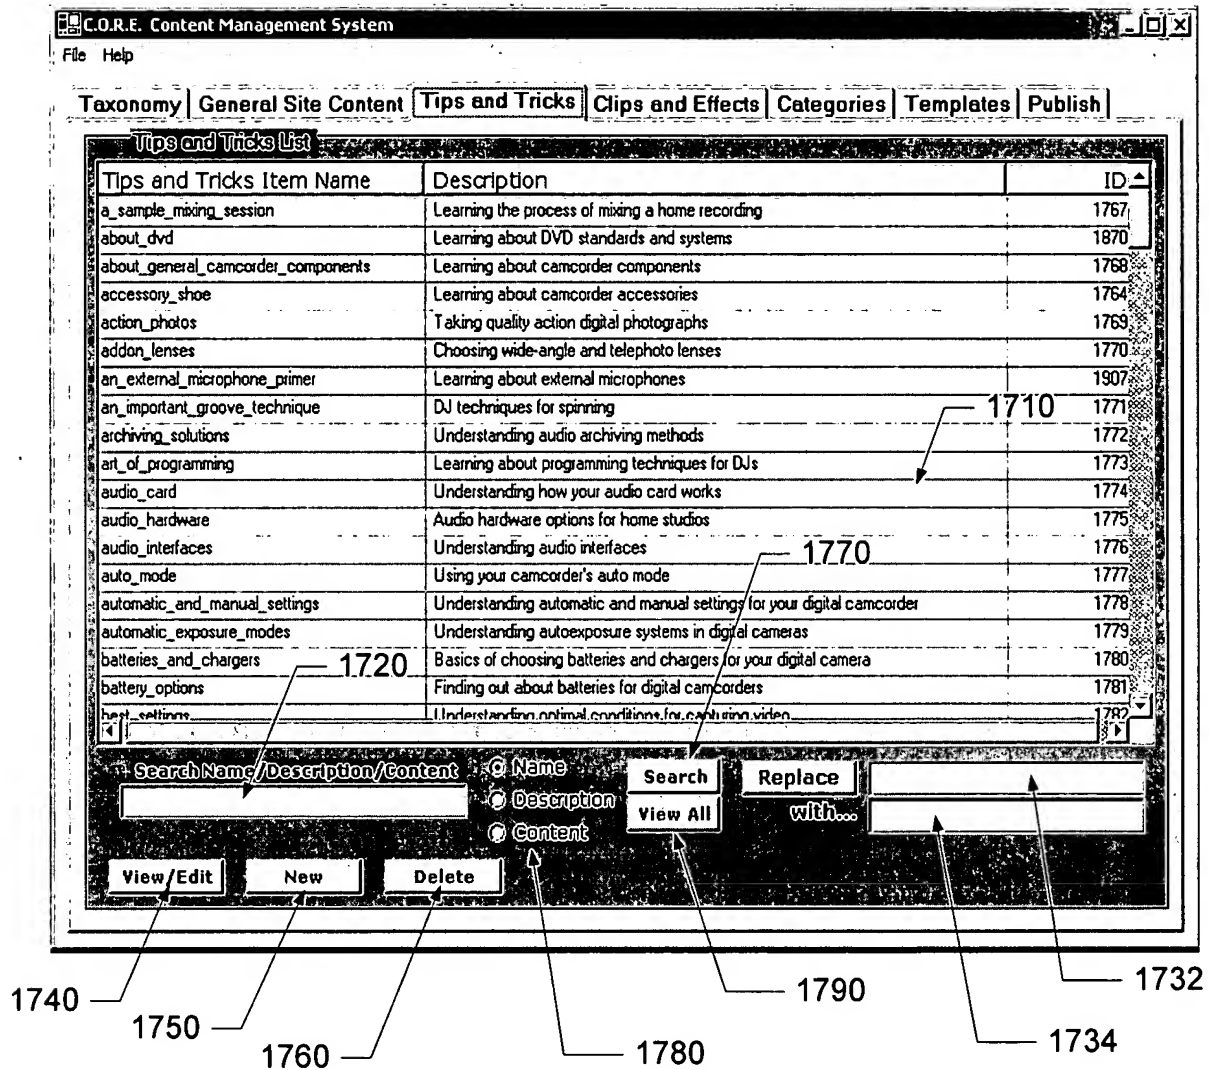 C.O.R.E. Content Management System
File Help
Taxonomy General Site Content Tips and Tricks Clips and Effects Categories Templates Publish
Tips and Tricks List
Tips and Tricks Item Name Description ID
a_sample_mixing_session Learning the process of mixing a home recording 1767
about_dvd Learning about DVD standards and systems 1870
about_general_camcorder_components Learning about camcorder components 1768
accessory_shoe Learning about camcorder accessories 1764
action_photos Taking quality action digital photographs 1769
addon_lenses Choosing wide-angle and telephoto lenses 1770
an_external_microphone_primer Learning about external microphones 1907
an_important_groove_technique DJ techniques for spinning 1771
1710
archiving_solutions Understanding audio archiving methods 1772
art_of_programming Learning about programming techniques for DJs 1773
audio_card Understanding how your audio card works 1774
audio_hardware Audio hardware options for home studios 1775
audio_interfaces Understanding audio interfaces 1776
1770
auto_mode Using your camcorder's auto mode 1777
automatic_and_manual_settings Understanding automatic and manual settings for your digital camcorder 1778
automatic_exposure_modes Understanding autoexposure systems in digital cameras 1779
batteries_and_chargers Basics of choosing batteries and chargers for your digital camera 1780
1720
battery_options Finding out about batteries for digital camcorders 1781
best_settings Understanding optimal conditions for capturing video 1782
Search Name/Description/Content
Name
Description
Content
Search
View All
Replace
with...
View/Edit New Delete
1740
1750
1760
1780
1790
1734
1732